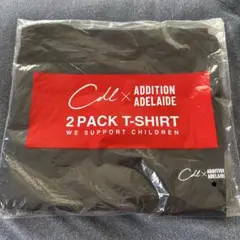 Cdl × ADDITION
ADELAIDE
2 PACK T-SHIRT
WE SUPPORT CHILDREN
Cdl × ADDITION
ADELAIDE